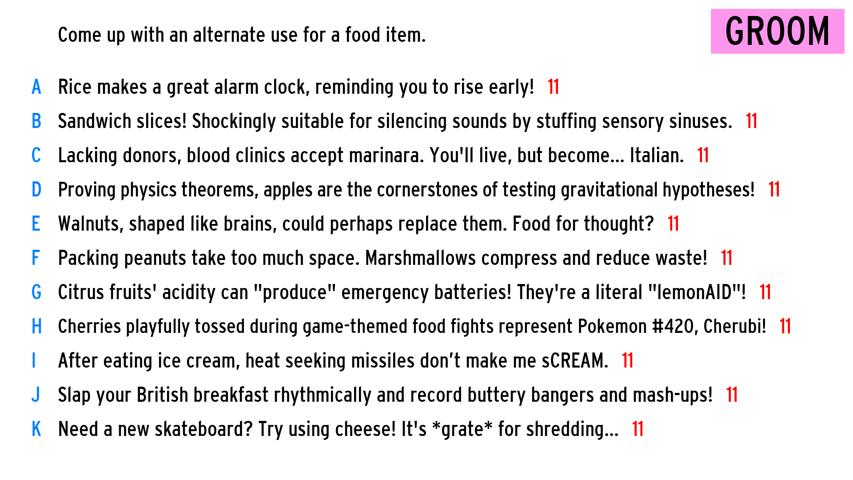 Come up with an alternate use for a food item.
GROOM
A Rice makes a great alarm clock, reminding you to rise early! 11
B Sandwich slices! Shockingly suitable for silencing sounds by stuffing sensory sinuses. 11
C Lacking donors, blood clinics accept marinara. You'll live, but become... Italian. 11
D Proving physics theorems, apples are the cornerstones of testing gravitational hypotheses! 11
E Walnuts, shaped like brains, could perhaps replace them. Food for thought? 11
F Packing peanuts take too much space. Marshmallows compress and reduce waste! 11
G Citrus fruits' acidity can "produce" emergency batteries! They're a literal "lemonAID"! 11
H Cherries playfully tossed during game-themed food fights represent Pokemon #420, Cherubi! 11
I After eating ice cream, heat seeking missiles don’t make me sCREAM. 11
J Slap your British breakfast rhythmically and record buttery bangers and mash-ups! 11
K Need a new skateboard? Try using cheese! It's *grate* for shredding... 11